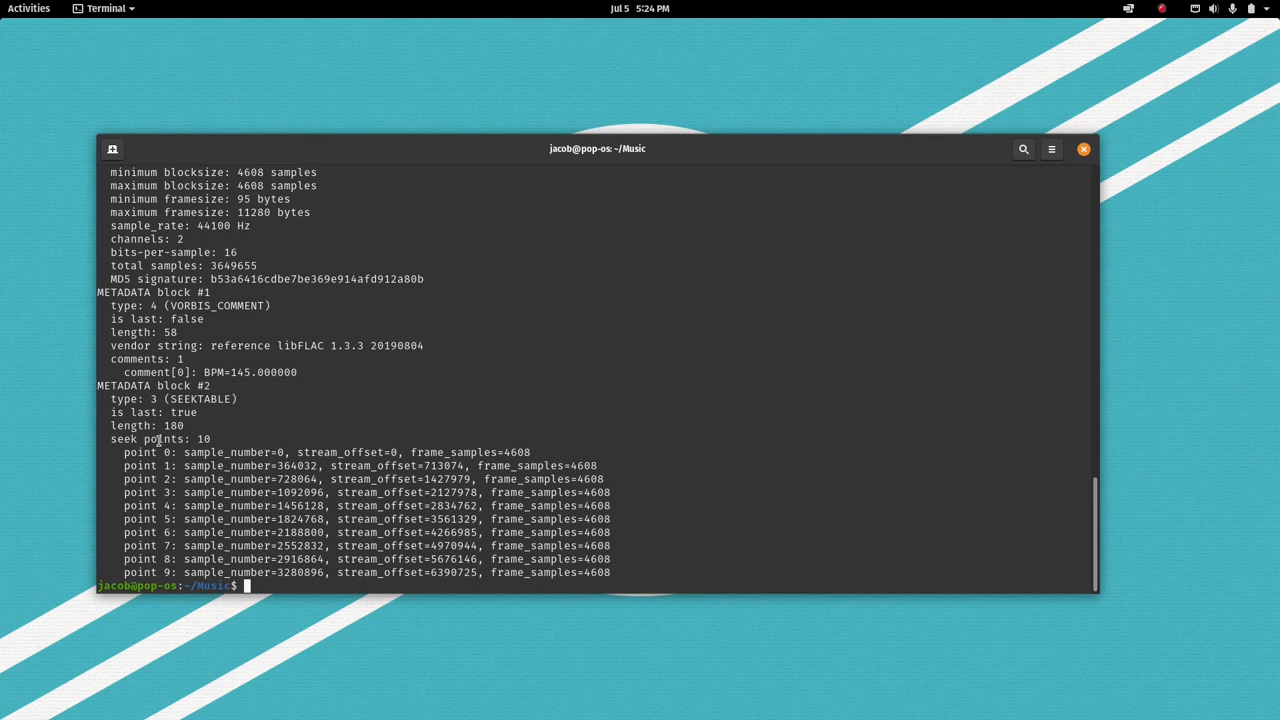 Activities Terminal Jul 5 5:24 PM
jacob@pop-os: ~/Music
minimum blocksize: 4608 samples
maximum blocksize: 4608 samples
minimum framesize: 95 bytes
maximum framesize: 11280 bytes
sample_rate: 44100 Hz
channels: 2
bits-per-sample: 16
total samples: 3649655
MD5 signature: b53a6416cdbe7be369e914afd912a80b
METADATA block #1
type: 4 (VORBIS_COMMENT)
is last: false
length: 58
vendor string: reference libFLAC 1.3.3 20190804
comments: 1
comment[0]: BPM=145.000000
METADATA block #2
type: 3 (SEEKTABLE)
is last: true
length: 180
seek points: 10
point 0: sample_number=0, stream_offset=0, frame_samples=4608
point 1: sample_number=364032, stream_offset=713074, frame_samples=4608
point 2: sample_number=728064, stream_offset=1427979, frame_samples=4608
point 3: sample_number=1092096, stream_offset=2127978, frame_samples=4608
point 4: sample_number=1456128, stream_offset=2834762, frame_samples=4608
point 5: sample_number=1824768, stream_offset=3561329, frame_samples=4608
point 6: sample_number=2188800, stream_offset=4266985, frame_samples=4608
point 7: sample_number=2552832, stream_offset=4970944, frame_samples=4608
point 8: sample_number=2916864, stream_offset=5676146, frame_samples=4608
point 9: sample_number=3280896, stream_offset=6390725, frame_samples=4608
jacob@pop-os:~/Music$